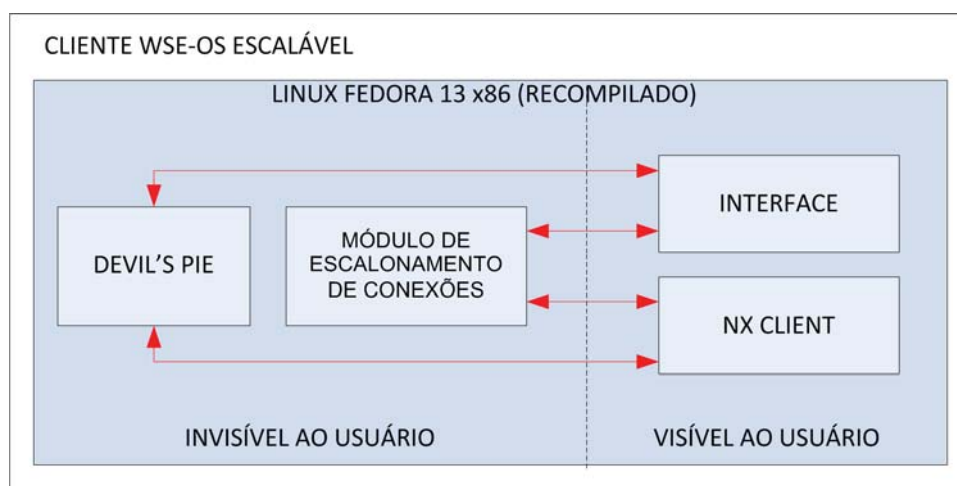 CLIENTE WSE-OS ESCALÁVEL
LINUX FEDORA 13 x86 (RECOMPILADO)
DEVIL'S PIE
MÓDULO DE
ESCALONAMENTO
DE CONEXÕES
INTERFACE
NX CLIENT
INVISÍVEL AO USUÁRIO
VISÍVEL AO USUÁRIO